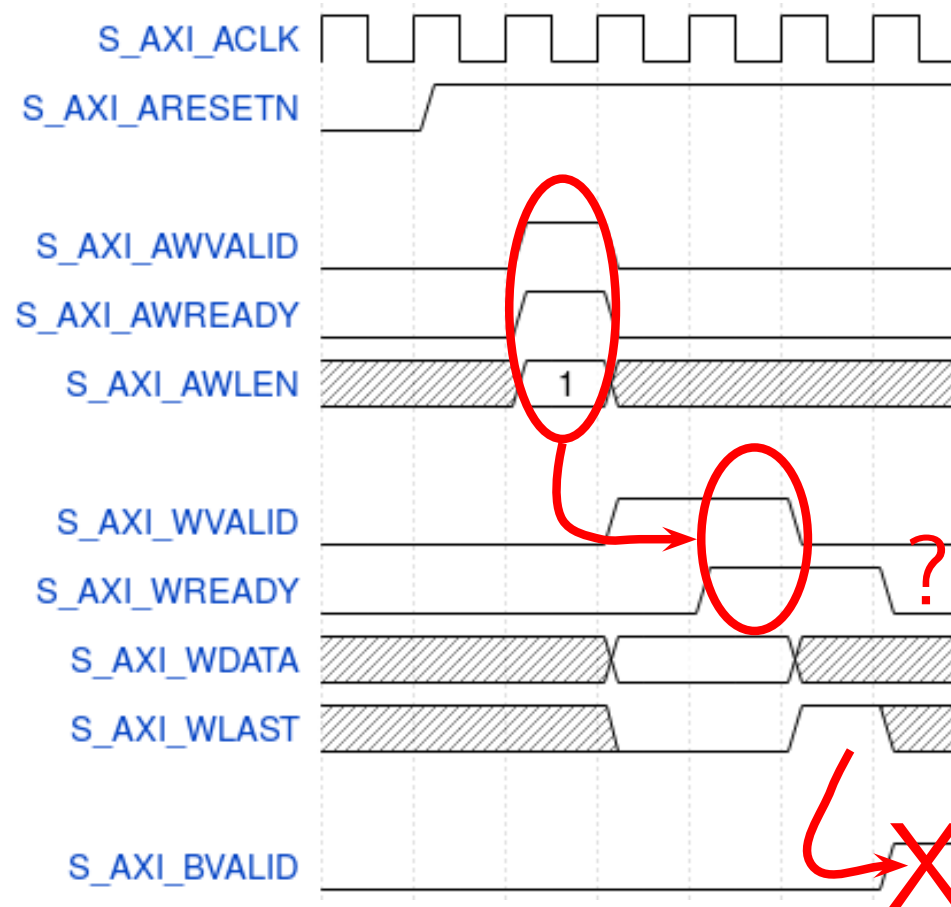 S_AXI_ACLK
S_AXI_ARESETN
S_AXI_AWVALID
S_AXI_AWREADY
S_AXI_AWLEN
1
S_AXI_WVALID
?
S_AXI_WREADY
S_AXI_WDATA
S_AXI_WLAST
S_AXI_BVALID
X